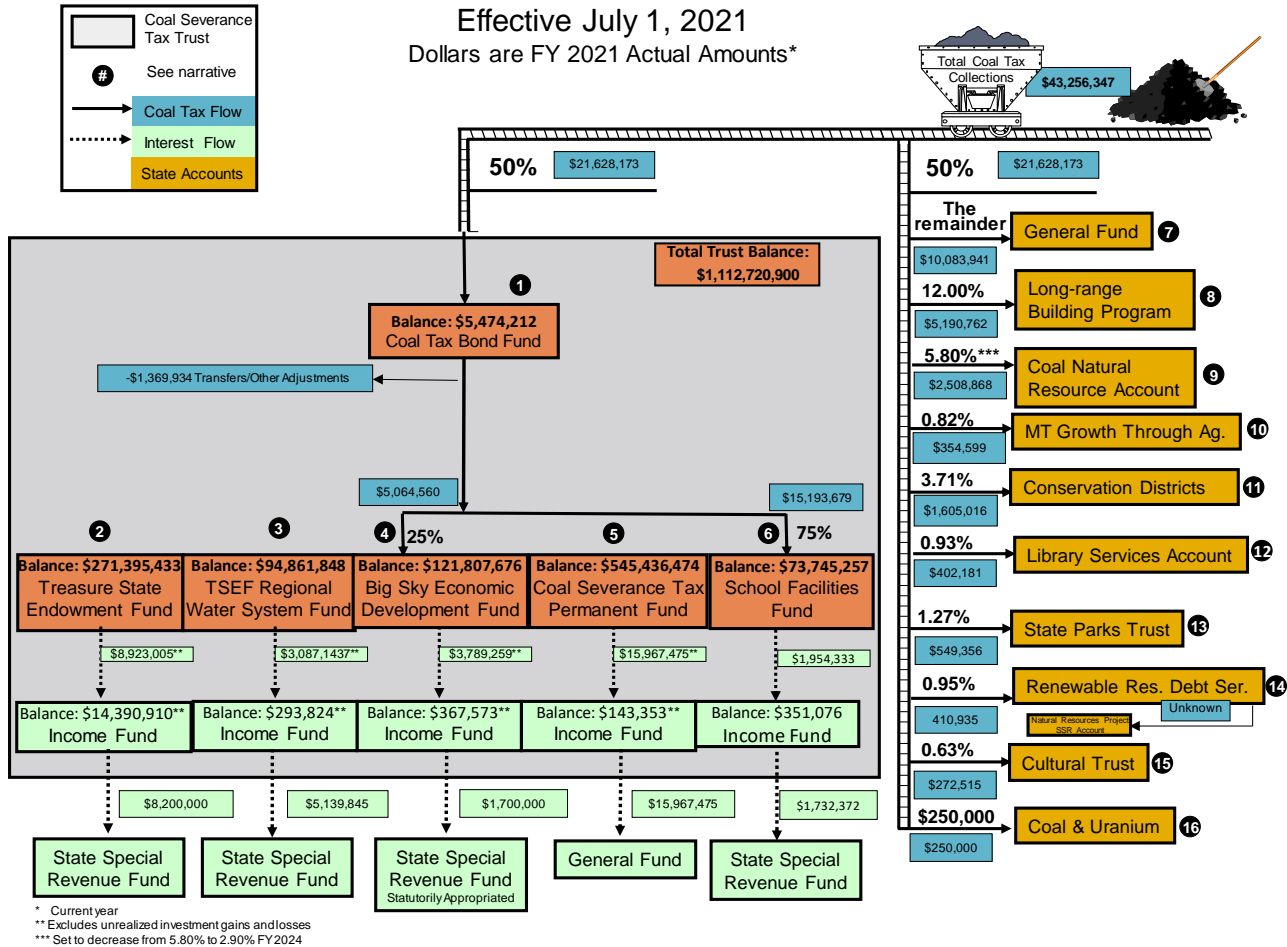 Effective July 1, 2021
Dollars are FY 2021 Actual Amounts*
Coal Severance
Tax Trust
# See narrative
Coal Tax Flow
Interest Flow
State Accounts
Total Coal Tax
Collections
$43,256,347
50% $21,628,173
50% $21,628,173
Total Trust Balance:
$1,112,720,900
1
Balance: $5,474,212
Coal Tax Bond Fund
-$1,369,934 Transfers/Other Adjustments
$5,064,560
$15,193,679
2
3
4 25%
5
6 75%
Balance: $271,395,433
Treasure State
Endowment Fund
Balance: $94,861,848
TSEF Regional
Water System Fund
Balance: $121,807,676
Big Sky Economic
Development Fund
Balance: $545,436,474
Coal Severance Tax
Permanent Fund
Balance: $73,745,257
School Facilities
Fund
$8,923,005**
$3,087,1437**
$3,789,259**
$15,967,475**
$1,954,333
Balance: $14,390,910**
Income Fund
Balance: $293,824**
Income Fund
Balance: $367,573**
Income Fund
Balance: $143,353**
Income Fund
Balance: $351,076
Income Fund
$8,200,000
$5,139,845
$1,700,000
$15,967,475
$1,732,372
State Special
Revenue Fund
State Special
Revenue Fund
State Special
Revenue Fund
Statutorily Appropriated
General Fund
State Special
Revenue Fund
The
remainder
General Fund 7
$10,083,941
12.00%
Long-range
Building Program
8
$5,190,762
5.80%***
Coal Natural
Resource Account
9
$2,508,868
0.82%
MT Growth Through Ag. 10
$354,599
3.71%
Conservation Districts 11
$1,605,016
0.93%
Library Services Account 12
$402,181
1.27%
State Parks Trust 13
$549,356
0.95%
Renewable Res. Debt Ser. 14
410,935
Unknown
Natural Resources Project
SSR Account
0.63%
Cultural Trust 15
$272,515
$250,000
Coal & Uranium 16
$250,000
* Current year
** Excludes unrealized investment gains and losses
*** Set to decrease from 5.80% to 2.90% FY2024